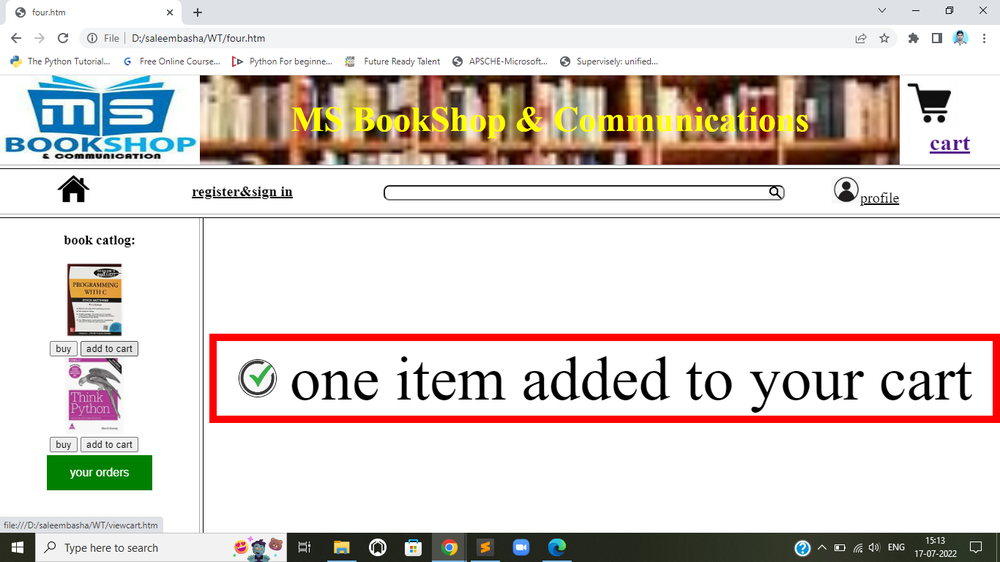 four.htm
File
D:/saleembasha/WT/four.htm
The Python Tutorial...
Free Online Course...
Python For beginne...
Future Ready Talent
APSCHE-Microsoft...
Supervisely: unified...
MS
BOOKSHOP
& COMMUNICATION
MS BookShop & Communications
cart
register&sign in
profile
book catlog:
PROGRAMMING
WITH C
buy
add to cart
Think
Python
buy
add to cart
your orders
one item added to your cart
file:///D:/saleembasha/WT/viewcart.htm
Type here to search
ENG
15:13
17-07-2022